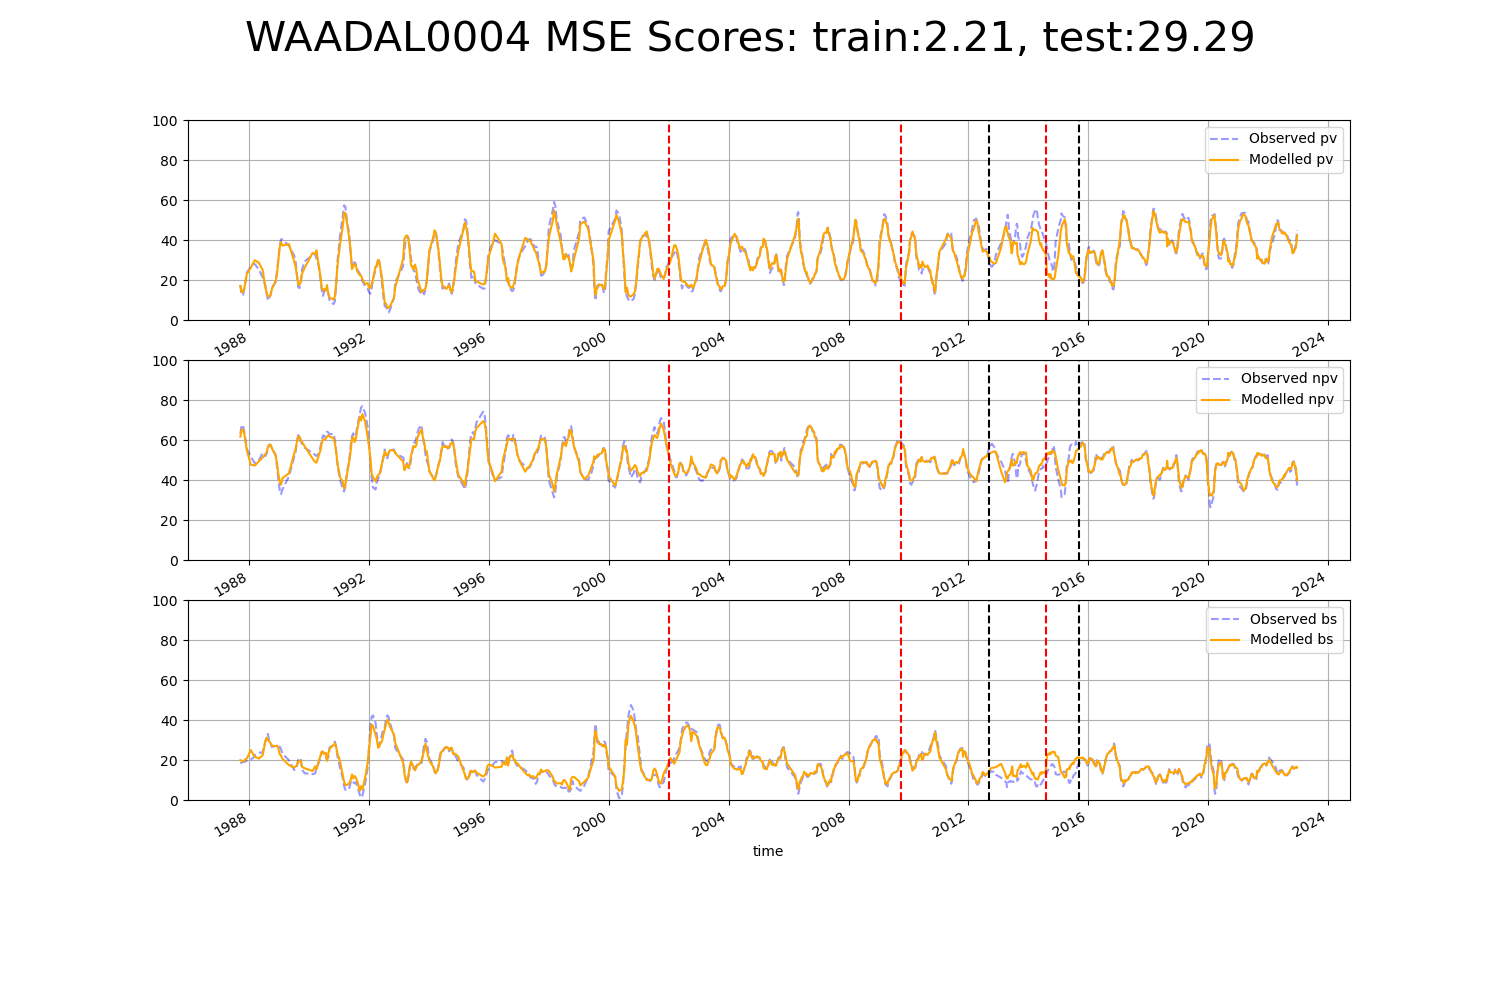 WAADAL0004 MSE Scores: train:2.21, test:29.29
100
80
60
40
20
0
Observed pv
Modelled pv
1988 1992 1996 2000 2004 2008 2012 2016 2020 2024
100
80
60
40
20
0
Observed npv
Modelled npv
1988 1992 1996 2000 2004 2008 2012 2016 2020 2024
100
80
60
40
20
0
Observed bs
Modelled bs
1988 1992 1996 2000 2004 2008 2012 2016 2020 2024
time